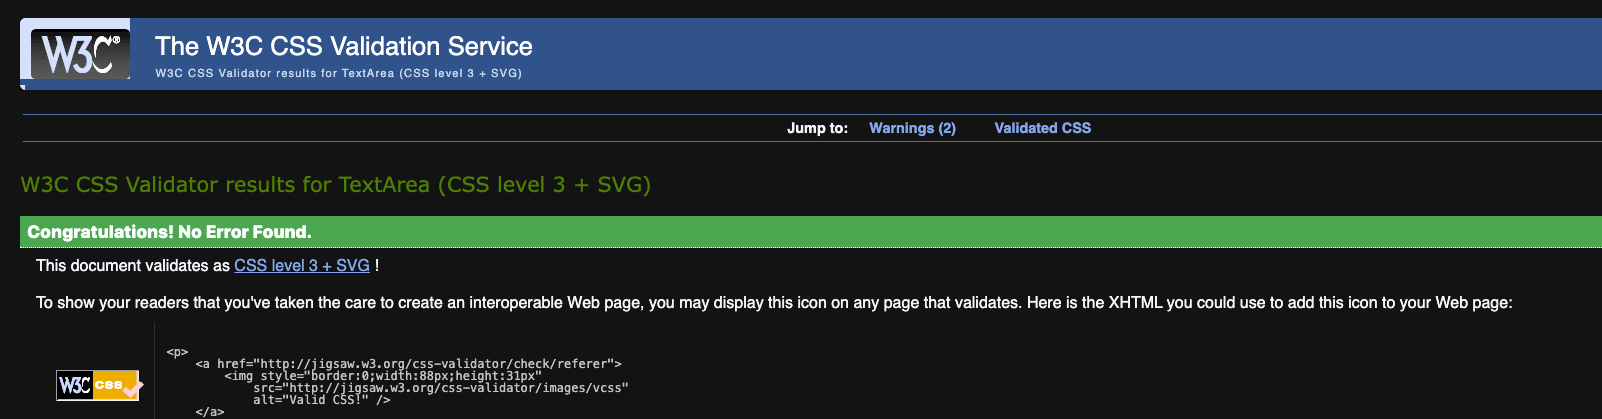 W3C®
The W3C CSS Validation Service
W3C CSS Validator results for TextArea (CSS level 3 + SVG)
Jump to: Warnings (2) Validated CSS
W3C CSS Validator results for TextArea (CSS level 3 + SVG)
Congratulations! No Error Found.
This document validates as CSS level 3 + SVG !
To show your readers that you've taken the care to create an interoperable Web page, you may display this icon on any page that validates. Here is the XHTML you could use to add this icon to your Web page:
W3C CSS
<p>
<a href="http://jigsaw.w3.org/css-validator/check/referer">
<img style="border:0;width:88px;height:31px"
src="http://jigsaw.w3.org/css-validator/images/vcss"
alt="Valid CSS!" />
</a>